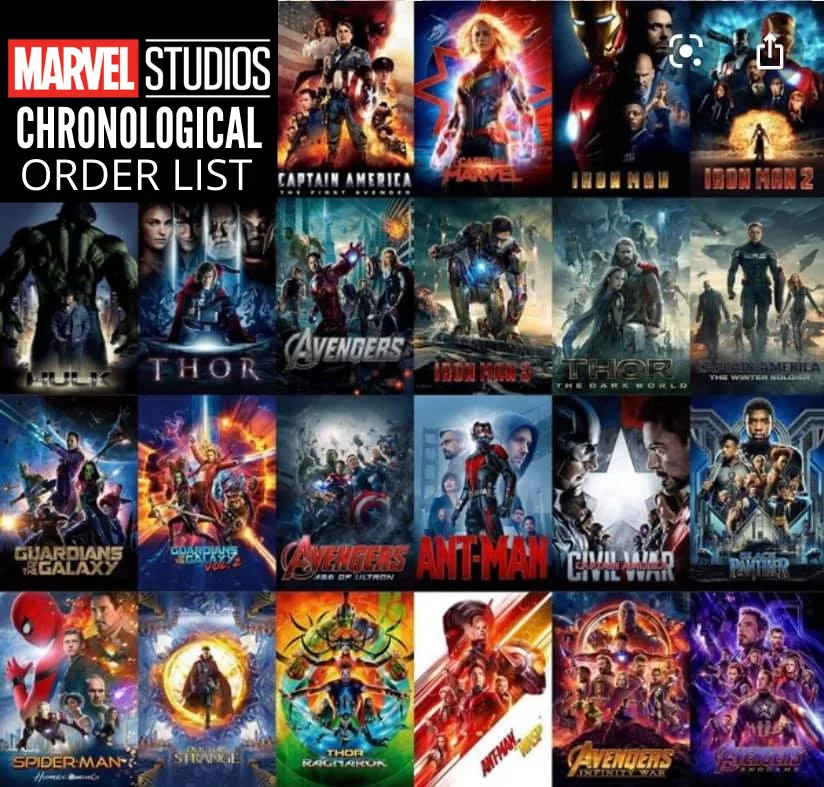 MARVEL STUDIOS
CHRONOLOGICAL
ORDER LIST
CAPTAIN AMERICA
THE FIRST AVENGER
CAPTAIN
MARVEL
IRON MAN
IRON MAN 2
HULK
THOR
AVENGERS
IRON MAN 3
THOR
THE DARK WORLD
CAPTAIN AMERICA
THE WINTER SOLDIER
GUARDIANS
OF THE
GALAXY
GUARDIANS
OF THE
GALAXY
VOL. 2
AVENGERS
AGE OF ULTRON
ANT-MAN
CAPTAIN AMERICA
CIVIL WAR
BLACK
PANTHER
SPIDER-MAN
HOMECOMING
DOCTOR
STRANGE
THOR
RAGNAROK
ANT-MAN
WASP
AVENGERS
INFINITY WAR
AVENGERS
ENDGAME